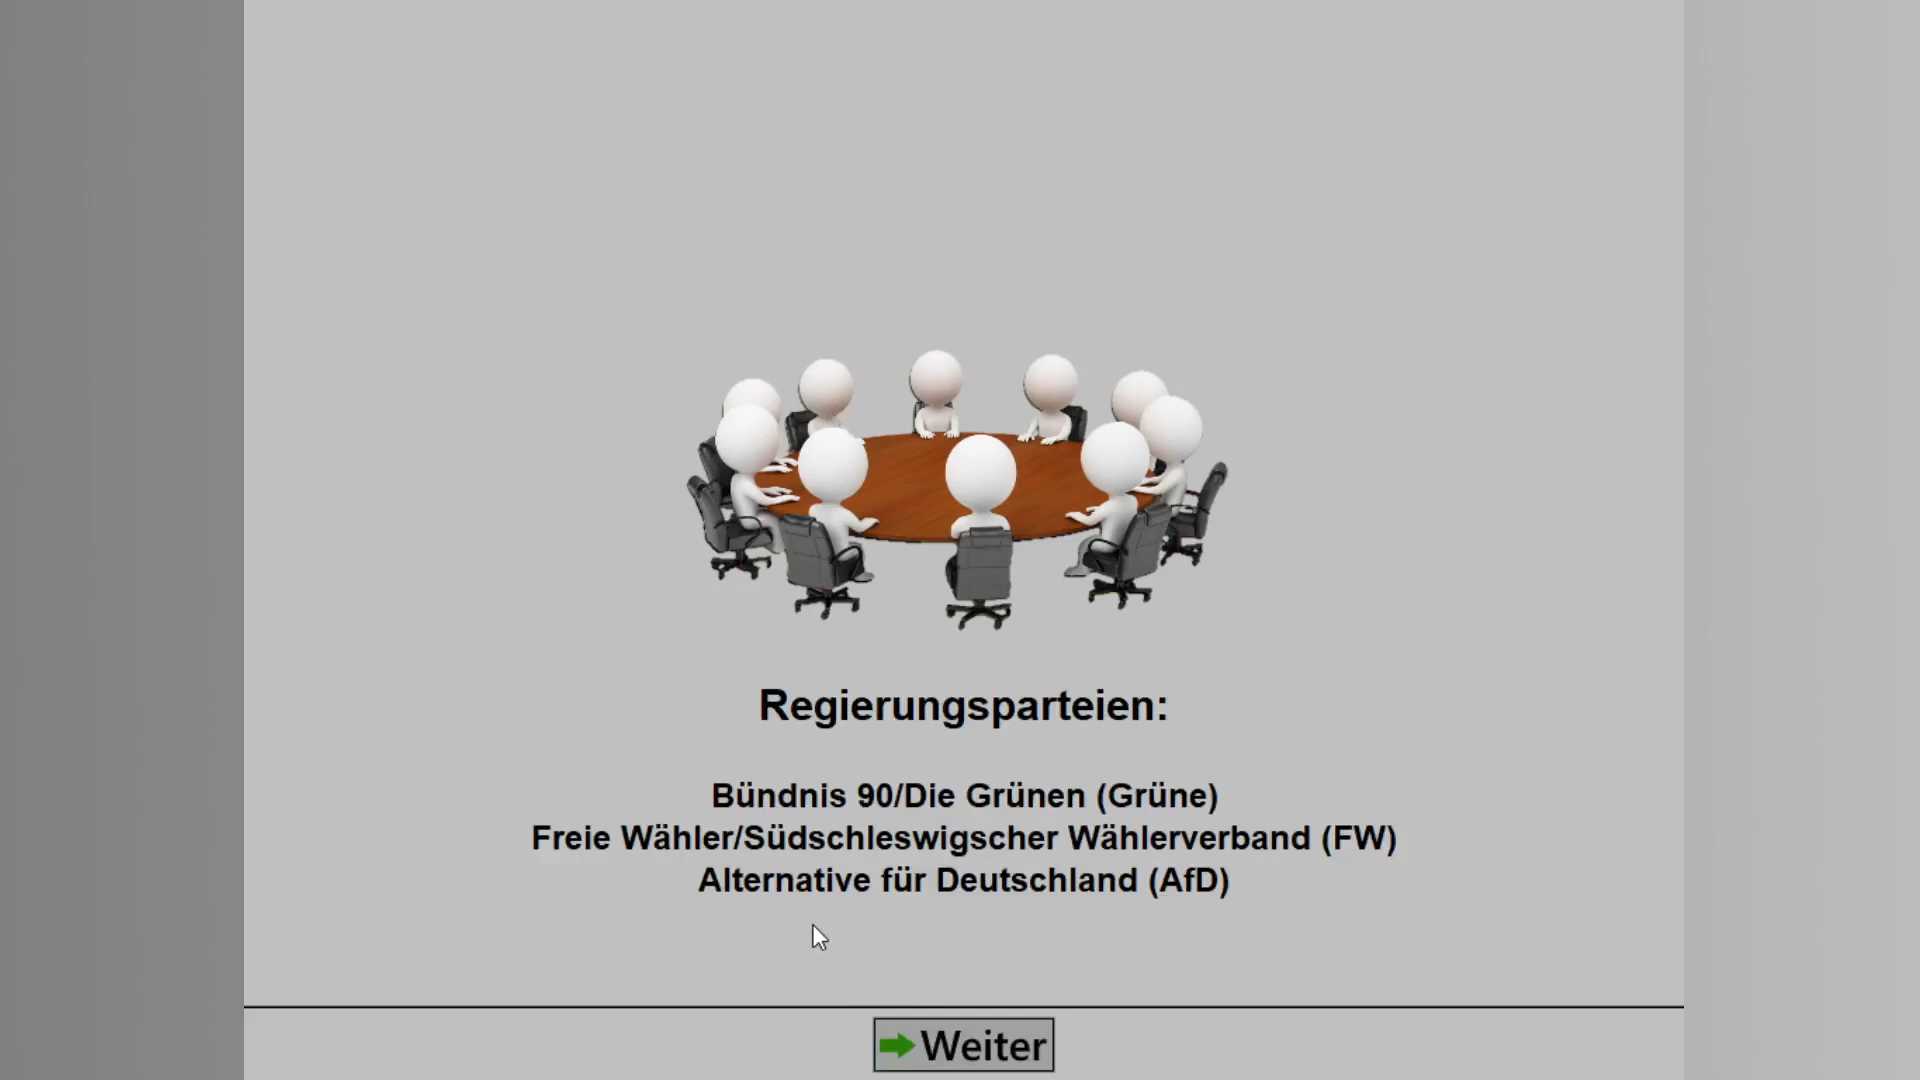 Regierungsparteien:
Bündnis 90/Die Grünen (Grüne)
Freie Wähler/Südschleswigscher Wählerverband (FW)
Alternative für Deutschland (AfD)
Weiter